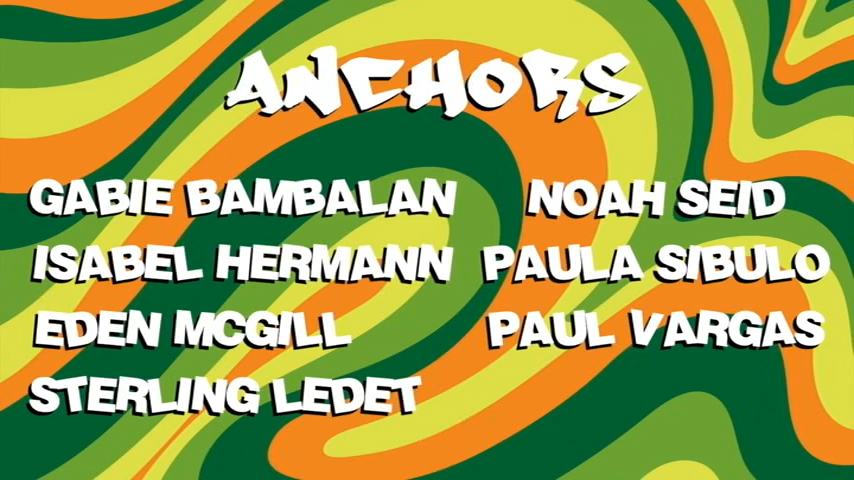 ANCHORS
GABIE BAMBALAN
ISABEL HERMANN
EDEN MCGILL
STERLING LEDET
NOAH SEID
PAULA SIBULO
PAUL VARGAS